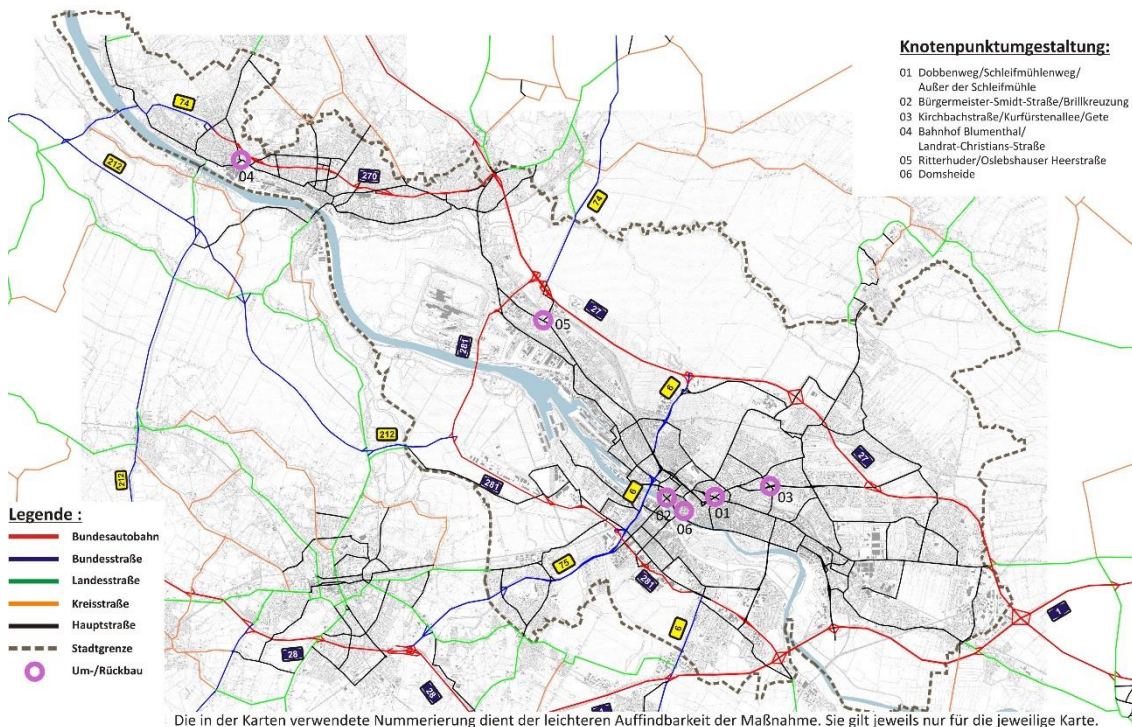 Knotenpunktumgestaltung:
01 Dobbenweg/Schleifmühlenweg/
Außer der Schleifmühle
02 Bürgermeister-Smidt-Straße/Brillkreuzung
03 Kirchbachstraße/Kurfürstenallee/Gete
04 Bahnhof Blumenthal/
Landrat-Christians-Straße
05 Ritterhuder/Oslebshauser Heerstraße
06 Domsheide
74
212
04
270
74
27
05
281
6
212
27
281
6
03
02
01
06
212
75
281
6
1
28
28
Legende :
Bundesautobahn
Bundesstraße
Landesstraße
Kreisstraße
Hauptstraße
Stadtgrenze
Um-/Rückbau
Die in der Karten verwendete Nummerierung dient der leichteren Auffindbarkeit der Maßnahme. Sie gilt jeweils nur für die jeweilige Karte.